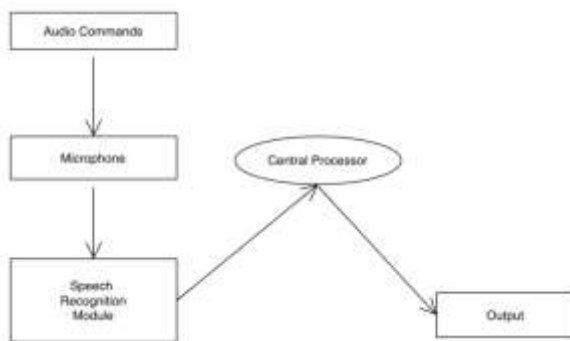 Audio Commands
Microphone
Central Processor
Speech
Recognition
Module
Output